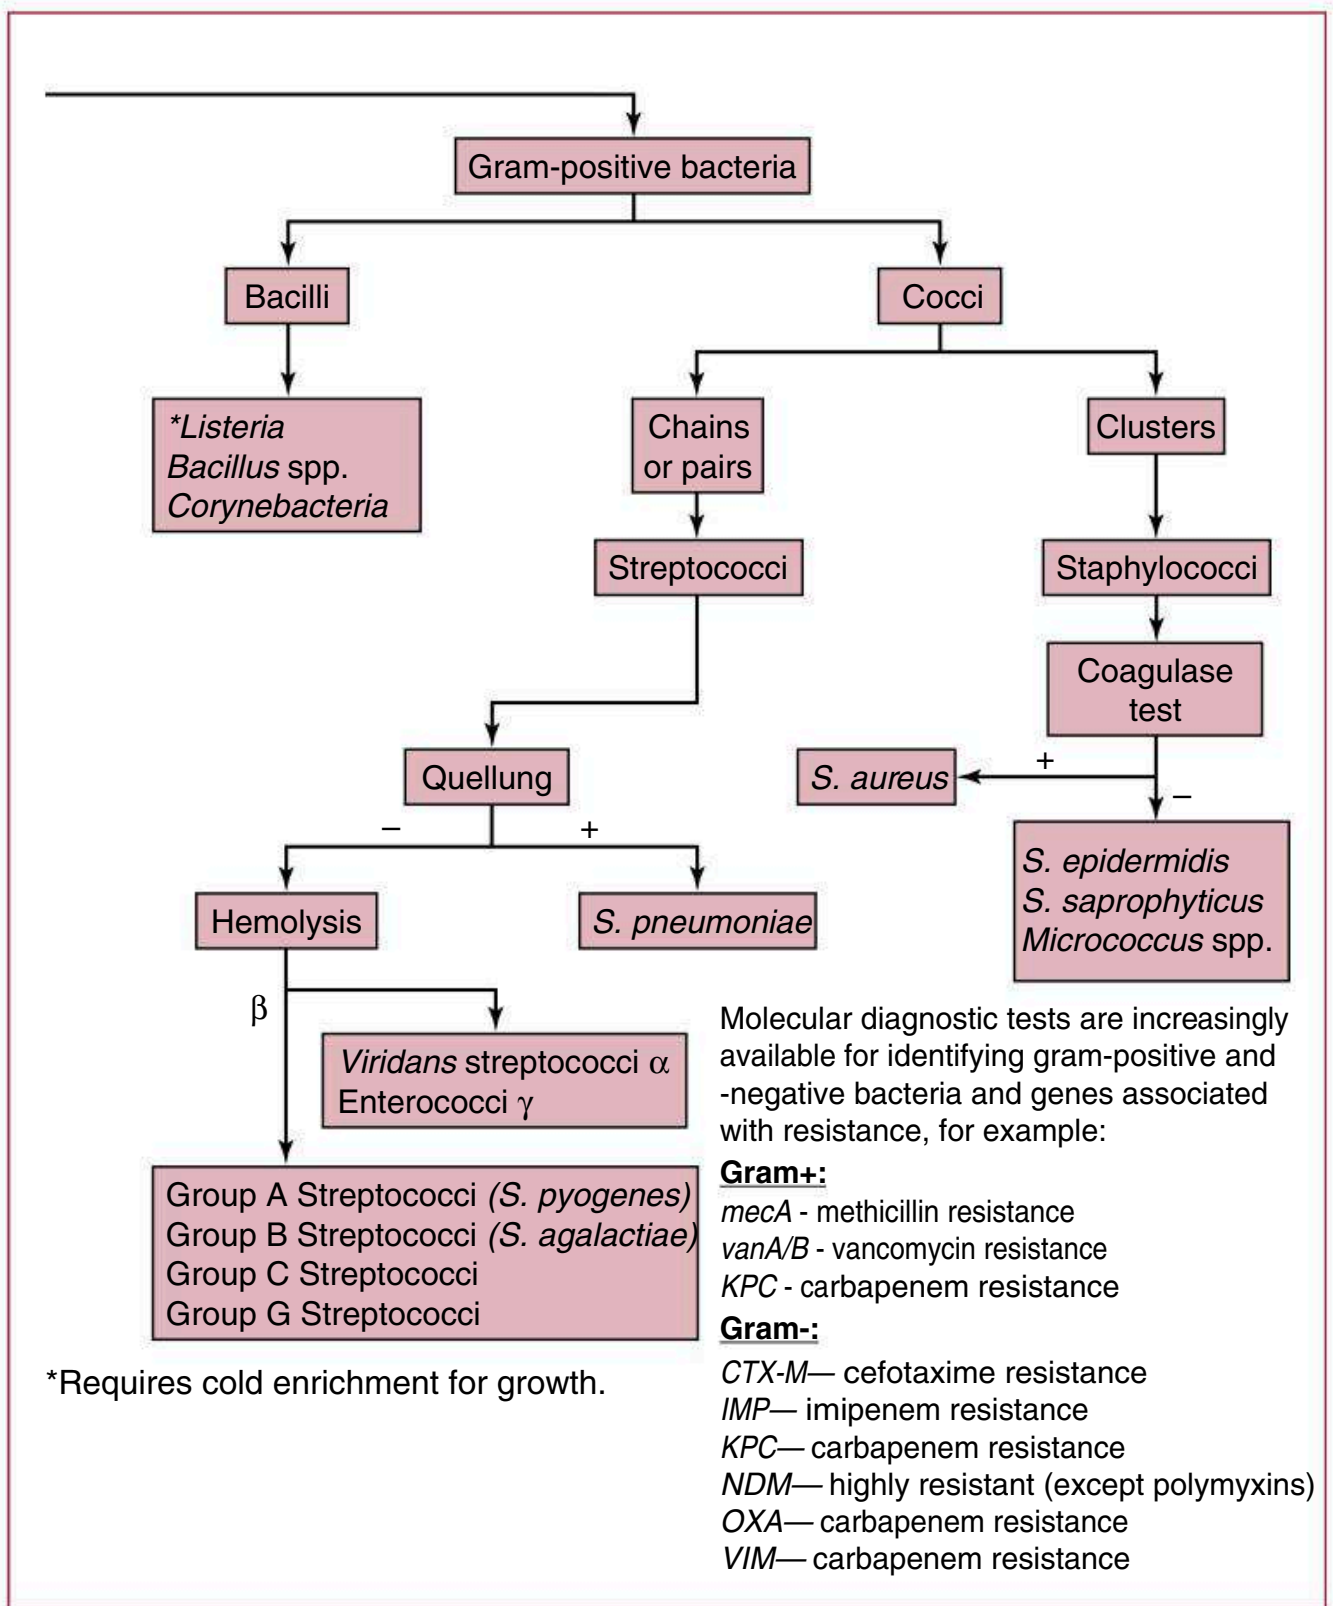 Gram-positive bacteria
Bacilli
Cocci
*Listeria
Bacillus spp.
Corynebacteria
Chains
or pairs
Clusters
Streptococci
Staphylococci
Coagulase
test
Quellung
S. aureus
+
–
–
+
S. epidermidis
S. saprophyticus
Micrococcus spp.
Hemolysis
S. pneumoniae
β
Viridans streptococci α
Enterococci γ
Group A Streptococci (S. pyogenes)
Group B Streptococci (S. agalactiae)
Group C Streptococci
Group G Streptococci
*Requires cold enrichment for growth.
Molecular diagnostic tests are increasingly
available for identifying gram-positive and
-negative bacteria and genes associated
with resistance, for example:
Gram+:
mecA - methicillin resistance
vanA/B - vancomycin resistance
KPC - carbapenem resistance
Gram-:
CTX-M— cefotaxime resistance
IMP— imipenem resistance
KPC— carbapenem resistance
NDM— highly resistant (except polymyxins)
OXA— carbapenem resistance
VIM— carbapenem resistance